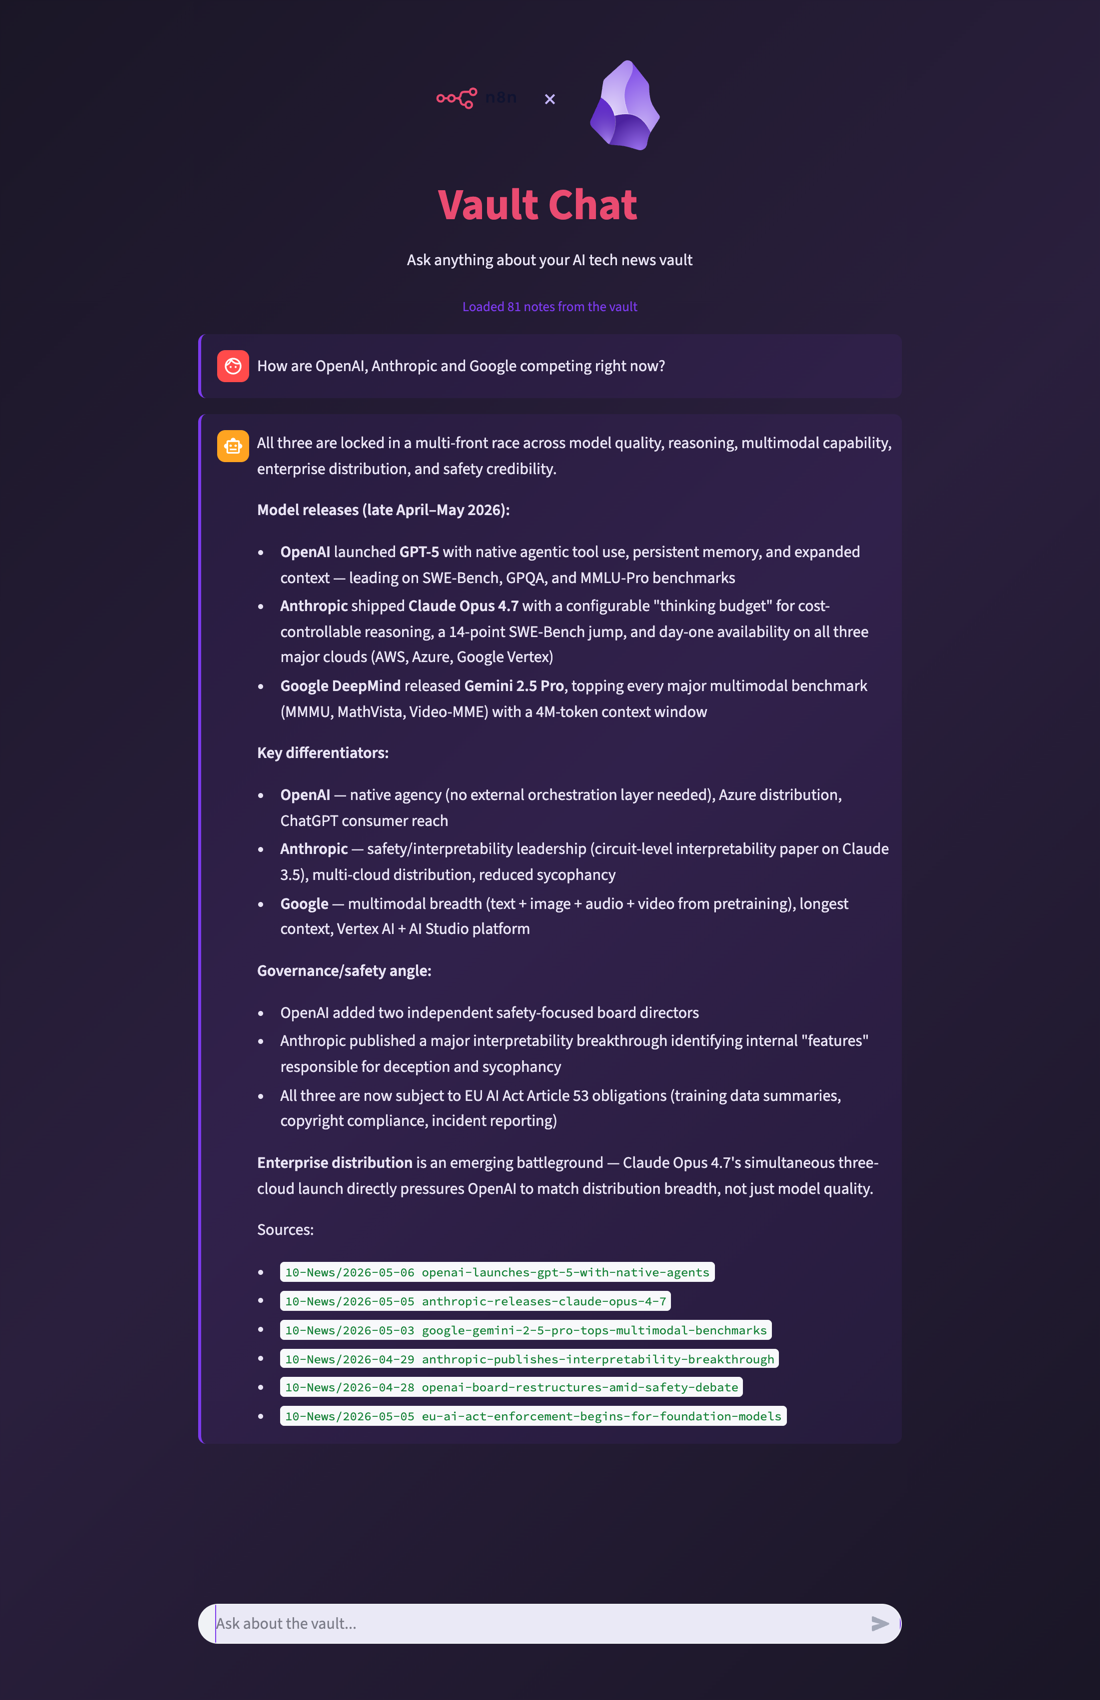 n8n ×
Vault Chat
Ask anything about your AI tech news vault
Loaded 81 notes from the vault
How are OpenAI, Anthropic and Google competing right now?
All three are locked in a multi-front race across model quality, reasoning, multimodal capability,
enterprise distribution, and safety credibility.
Model releases (late April–May 2026):
• OpenAI launched GPT-5 with native agentic tool use, persistent memory, and expanded
context — leading on SWE-Bench, GPQA, and MMLU-Pro benchmarks
• Anthropic shipped Claude Opus 4.7 with a configurable "thinking budget" for cost-
controllable reasoning, a 14-point SWE-Bench jump, and day-one availability on all three
major clouds (AWS, Azure, Google Vertex)
• Google DeepMind released Gemini 2.5 Pro, topping every major multimodal benchmark
(MMMU, MathVista, Video-MME) with a 4M-token context window
Key differentiators:
• OpenAI — native agency (no external orchestration layer needed), Azure distribution,
ChatGPT consumer reach
• Anthropic — safety/interpretability leadership (circuit-level interpretability paper on Claude
3.5), multi-cloud distribution, reduced sycophancy
• Google — multimodal breadth (text + image + audio + video from pretraining), longest
context, Vertex AI + AI Studio platform
Governance/safety angle:
• OpenAI added two independent safety-focused board directors
• Anthropic published a major interpretability breakthrough identifying internal "features"
responsible for deception and sycophancy
• All three are now subject to EU AI Act Article 53 obligations (training data summaries,
copyright compliance, incident reporting)
Enterprise distribution is an emerging battleground — Claude Opus 4.7's simultaneous three-
cloud launch directly pressures OpenAI to match distribution breadth, not just model quality.
Sources:
• 10-News/2026-05-06 openai-launches-gpt-5-with-native-agents
• 10-News/2026-05-05 anthropic-releases-claude-opus-4-7
• 10-News/2026-05-03 google-gemini-2-5-pro-tops-multimodal-benchmarks
• 10-News/2026-04-29 anthropic-publishes-interpretability-breakthrough
• 10-News/2026-04-28 openai-board-restructures-amid-safety-debate
• 10-News/2026-05-05 eu-ai-act-enforcement-begins-for-foundation-models
Ask about the vault...